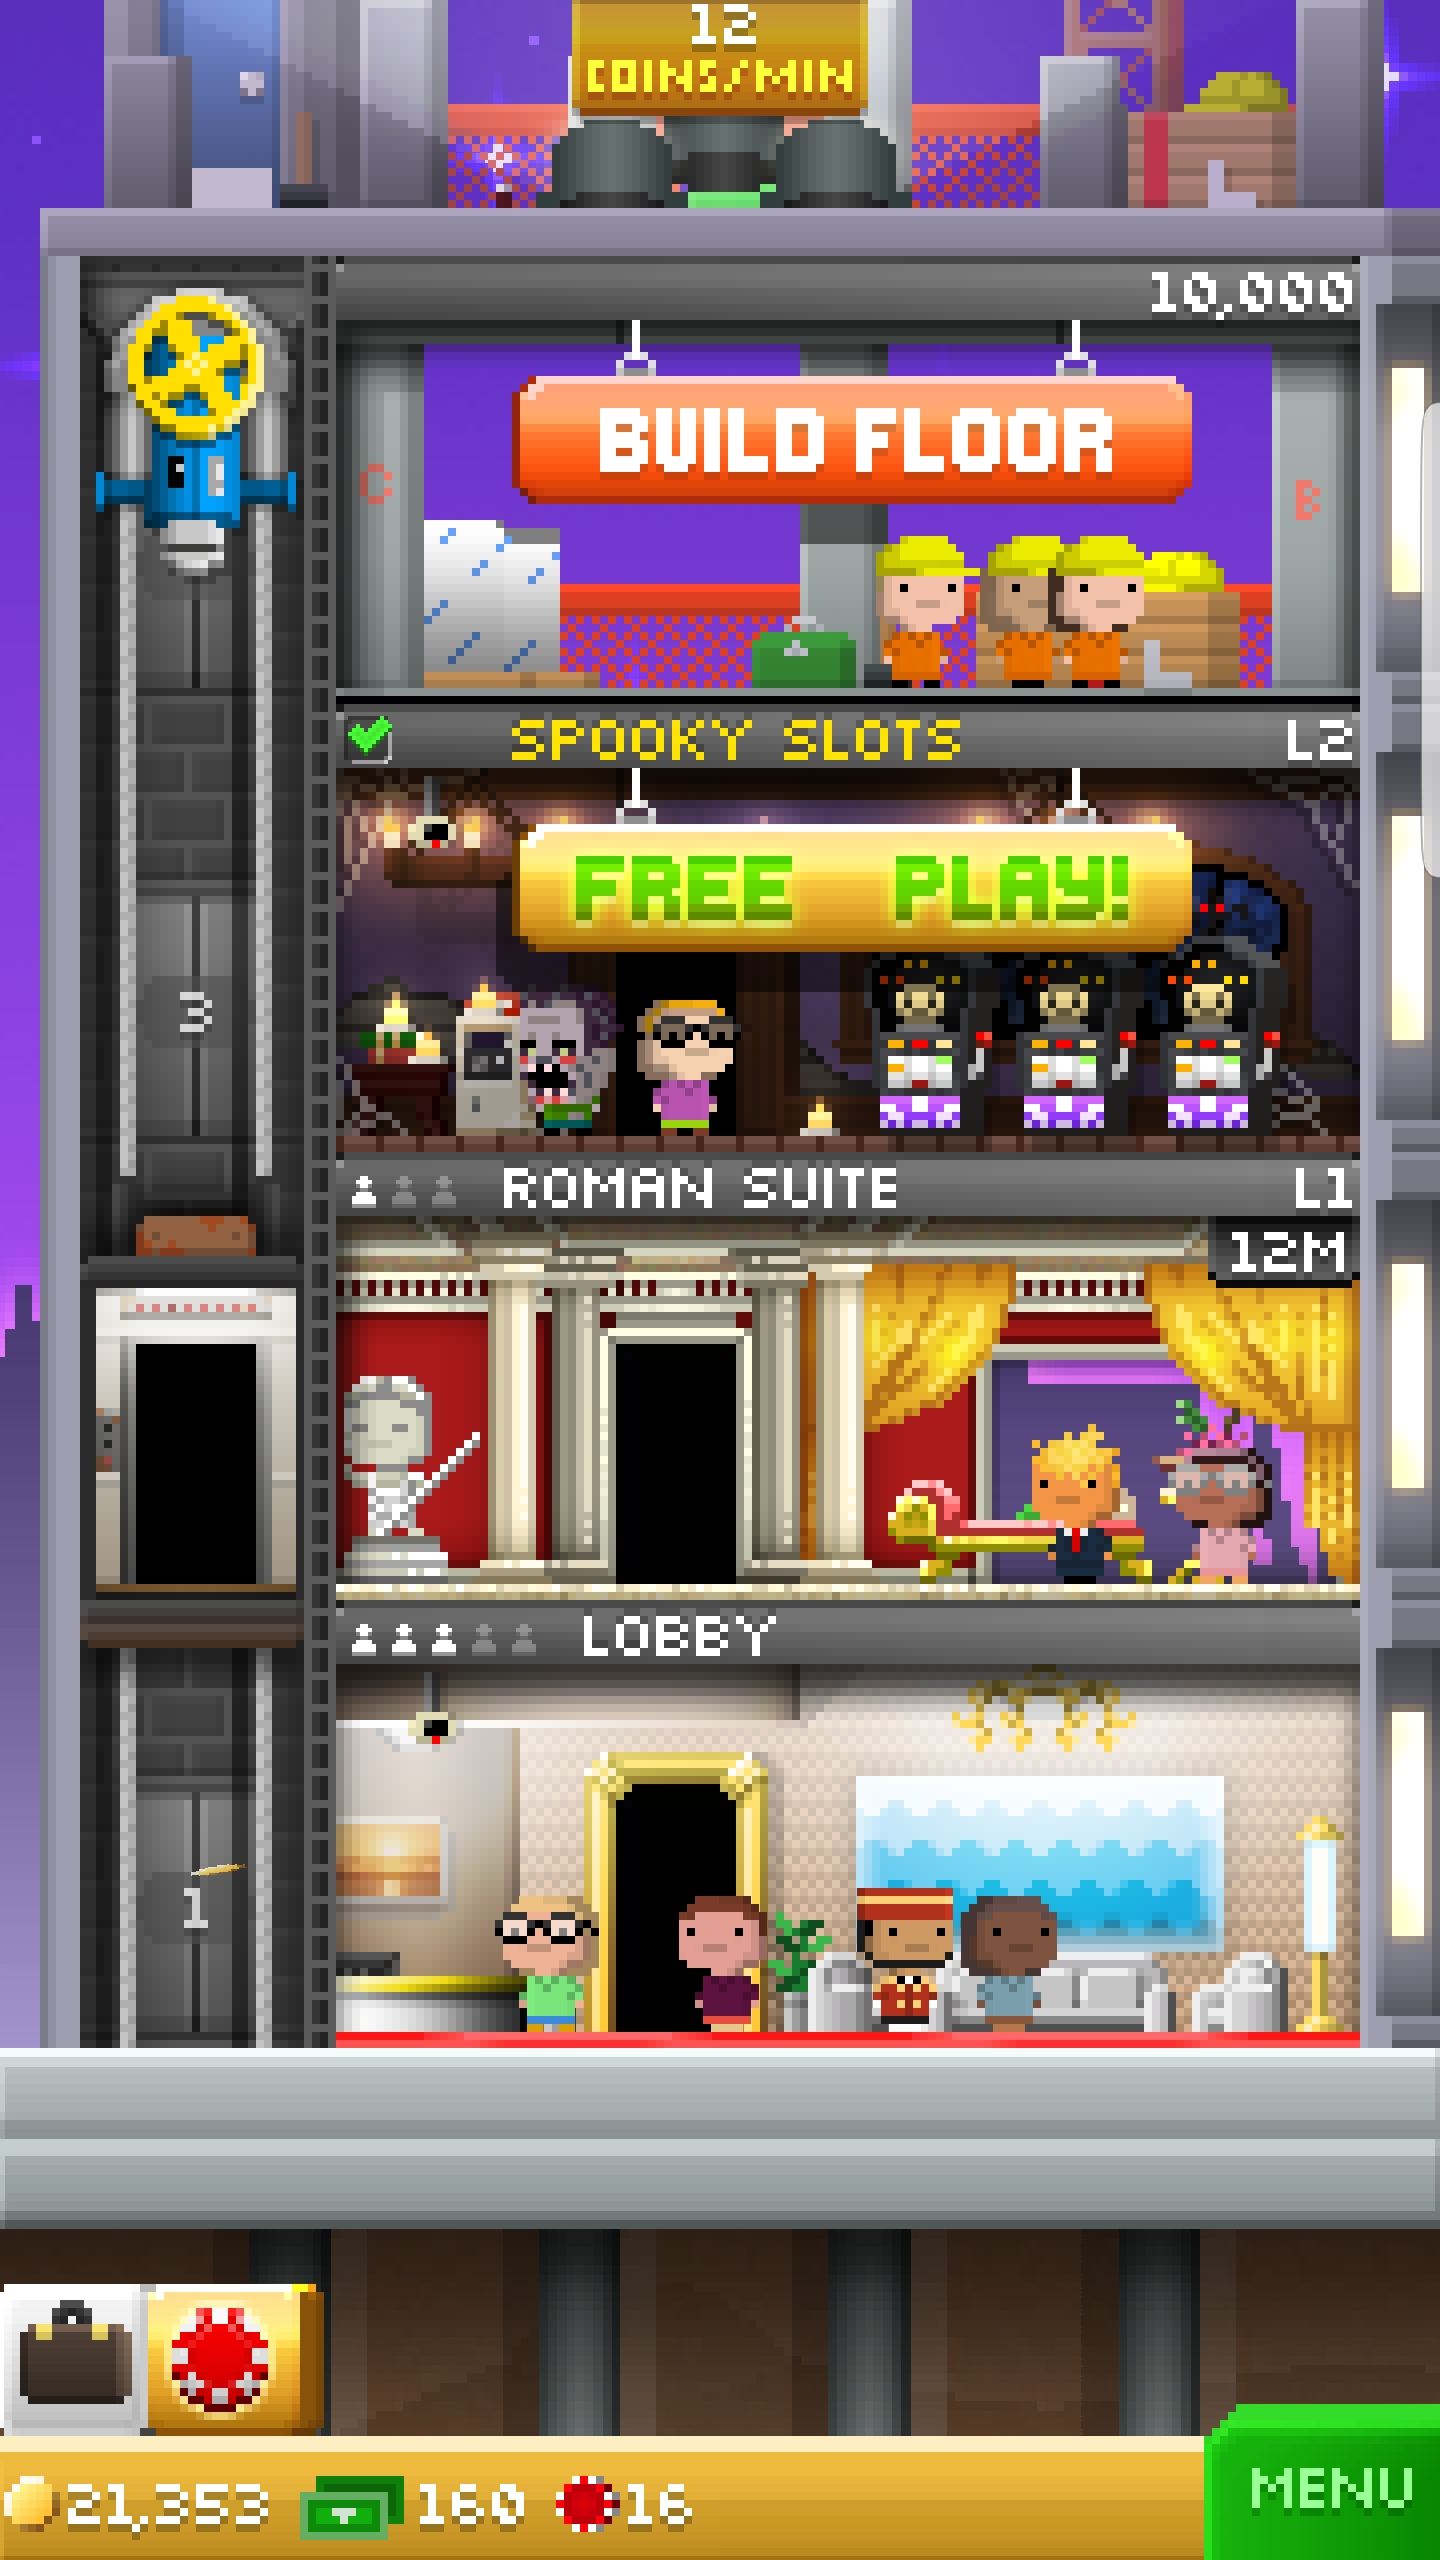 12
COINS/MIN
10,000
BUILD FLOOR
C
B
SPOOKY SLOTS L2
FREE PLAY!
3
ROMAN SUITE L1
12M
LOBBY
1
21,353 160 16
MENU